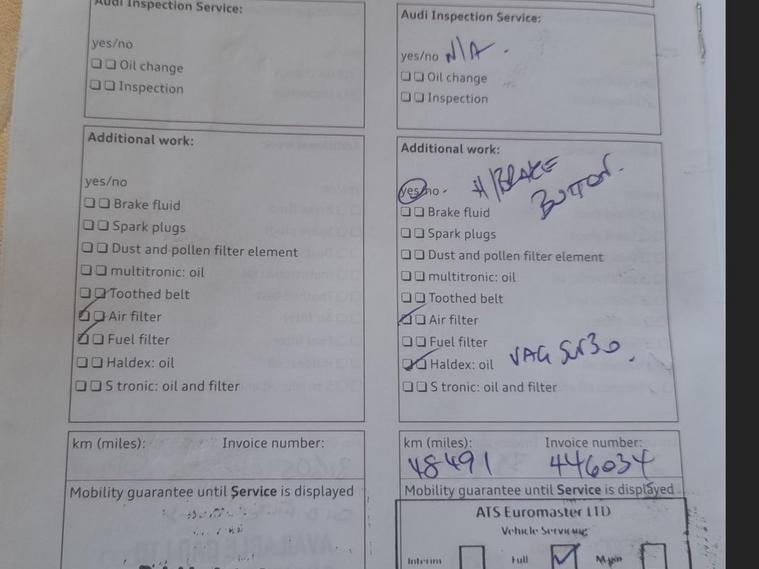 Audi Inspection Service:
yes/no
Oil change
Inspection
Additional work:
yes/no
Brake fluid
Spark plugs
Dust and pollen filter element
multitronic: oil
Toothed belt
Air filter
Fuel filter
Haldex: oil
S tronic: oil and filter
km (miles): Invoice number:
Mobility guarantee until Service is displayed
Audi Inspection Service:
yes/no N/A.
Oil change
Inspection
Additional work:
yes/no - H/BRAKE
BUTTON.
Brake fluid
Spark plugs
Dust and pollen filter element
multitronic: oil
Toothed belt
Air filter
Fuel filter
Haldex: oil VAG
S tronic: oil and filter
km (miles): Invoice number:
48491 446034
Mobility guarantee until Service is displayed
ATS Euromaster LTD
Vehicle Servicing
Interim Full Major